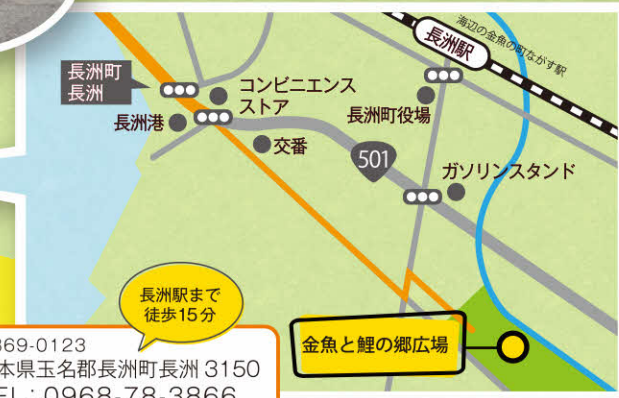 海辺の金魚の町ながす駅
長洲駅
長洲町
長洲
コンビニエンス
ストア
長洲港
長洲町役場
交番
501
ガソリンスタンド
長洲駅まで
徒歩15分
金魚と鯉の郷広場
869-0123
本県玉名郡長洲町長洲 3150
EL：0968-78-3866